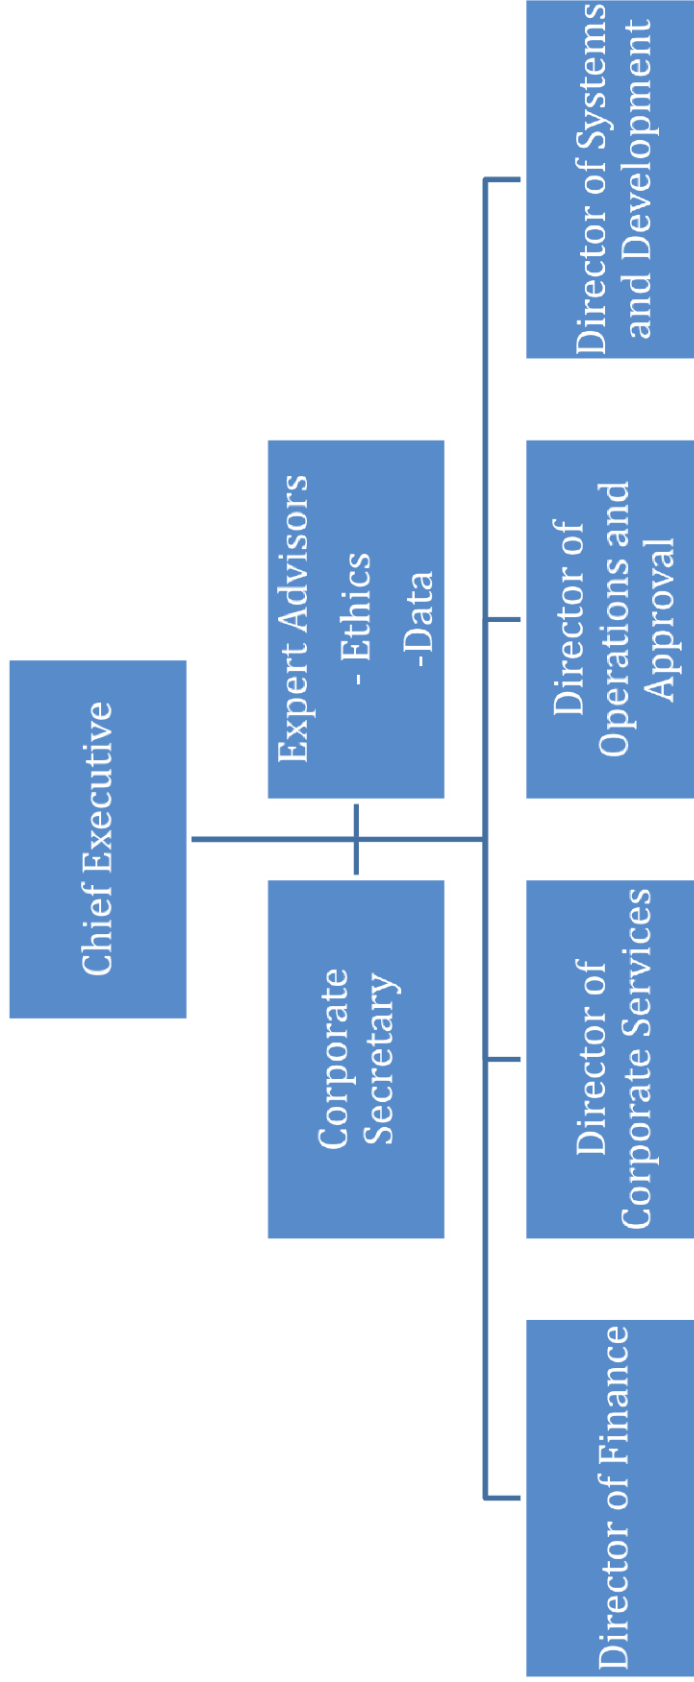 Chief Executive
Corporate
Secretary
Expert Advisors
- Ethics
-Data
Director of Finance
Director of
Corporate Services
Director of
Operations and
Approval
Director of Systems
and Development